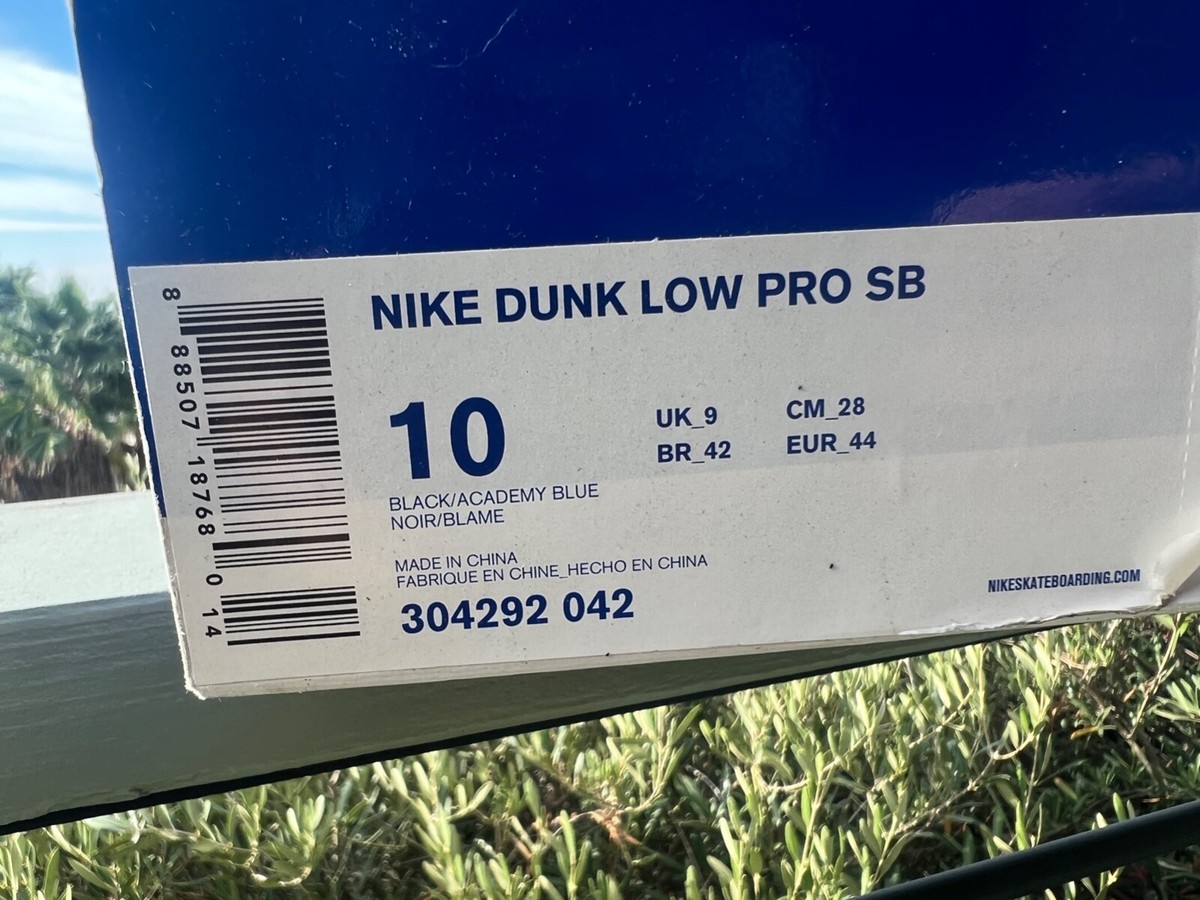 NIKE DUNK LOW PRO SB
10
UK_9 CM_28
BR_42 EUR_44
BLACK/ACADEMY BLUE
NOIR/BLAME
MADE IN CHINA
FABRIQUE EN CHINE_HECHO EN CHINA
304292 042
NIKESKATEBOARDING.COM
8 88507 18768 0 14